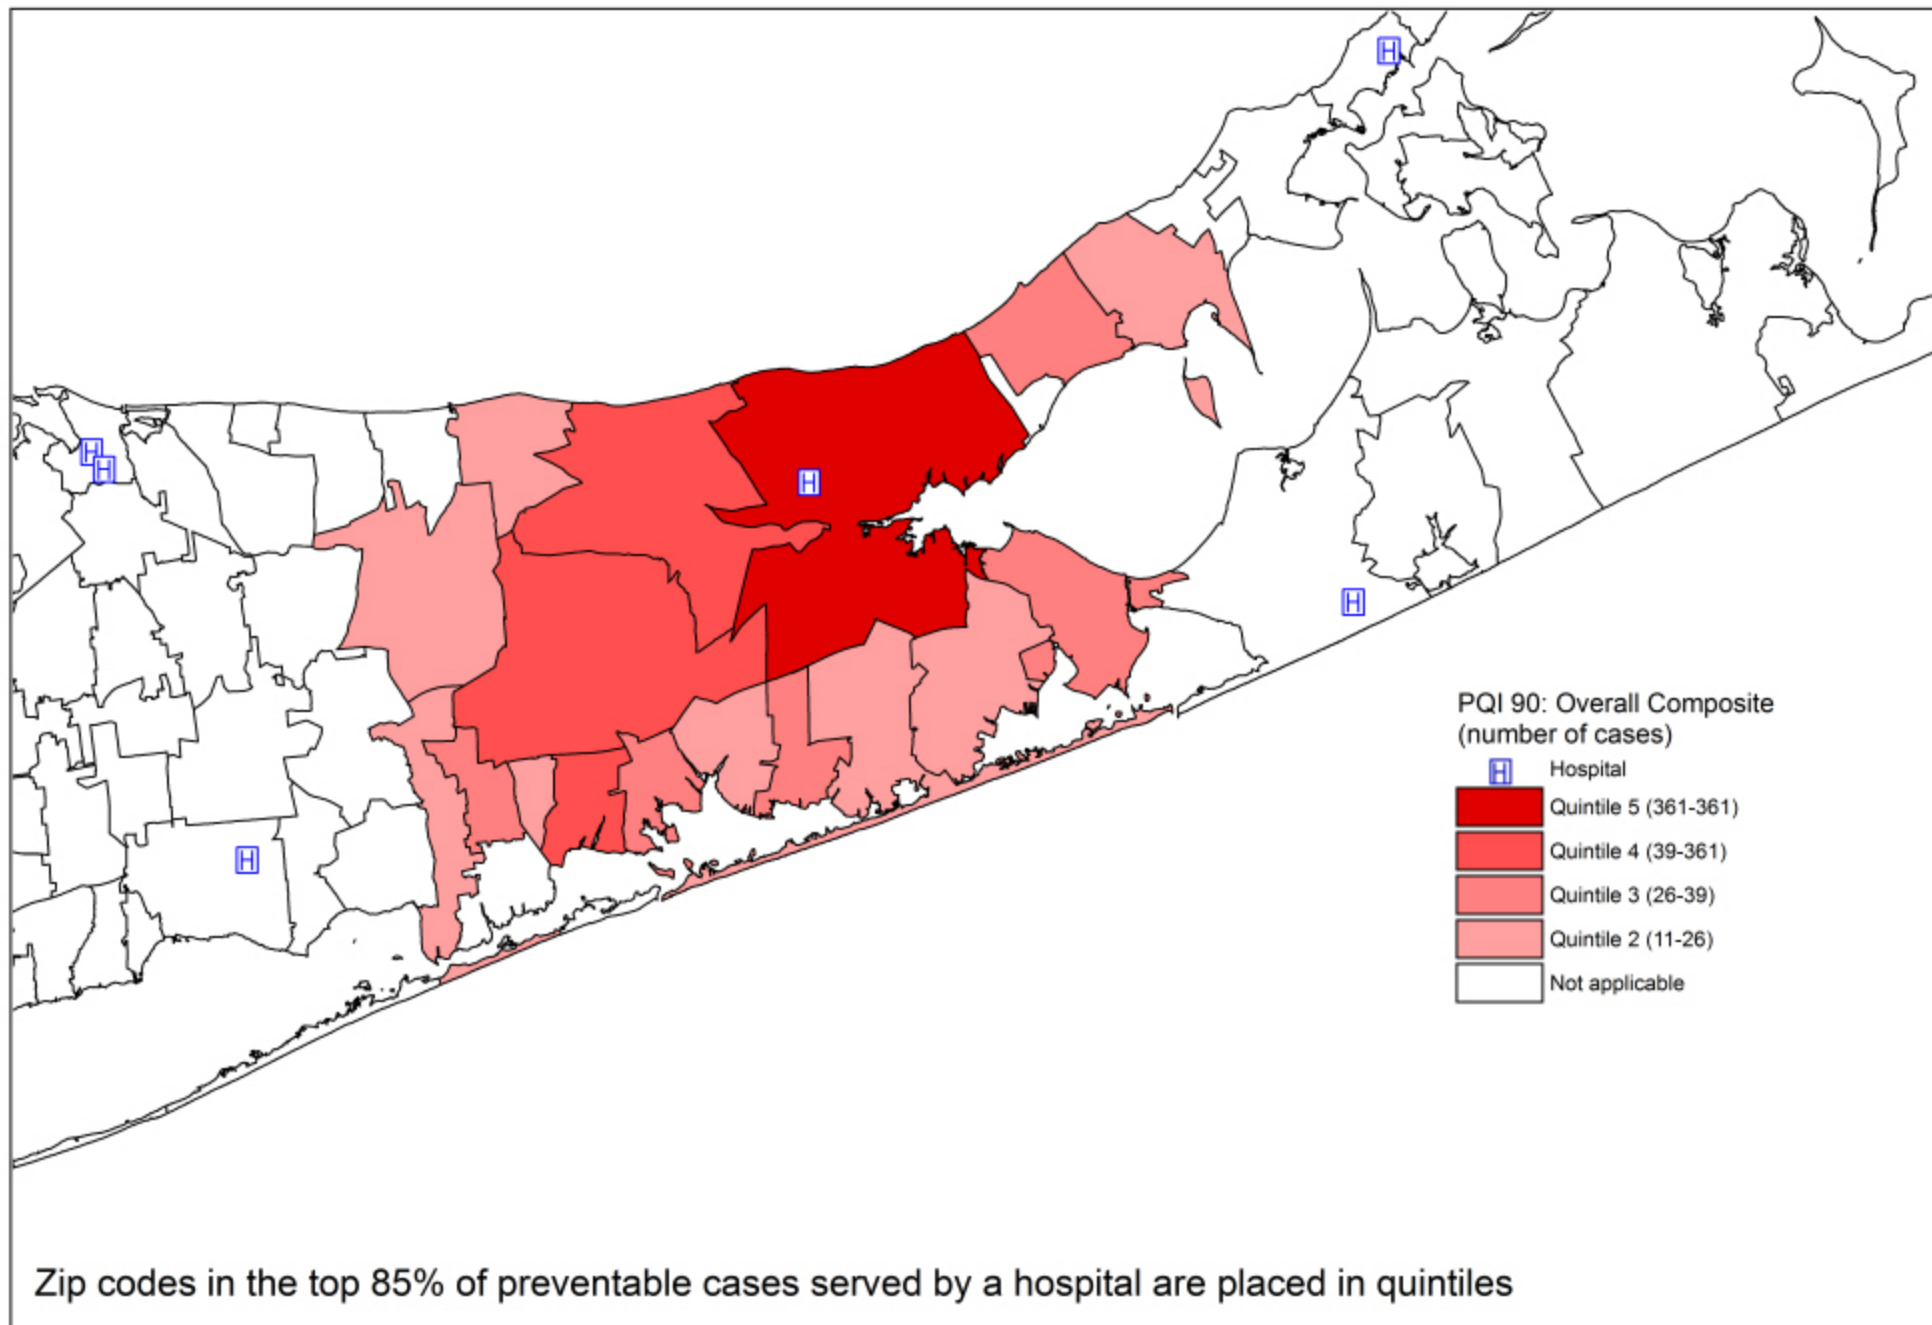 H
H
H
H
H
H
PQI 90: Overall Composite
(number of cases)
H Hospital
Quintile 5 (361-361)
Quintile 4 (39-361)
Quintile 3 (26-39)
Quintile 2 (11-26)
Not applicable
Zip codes in the top 85% of preventable cases served by a hospital are placed in quintiles